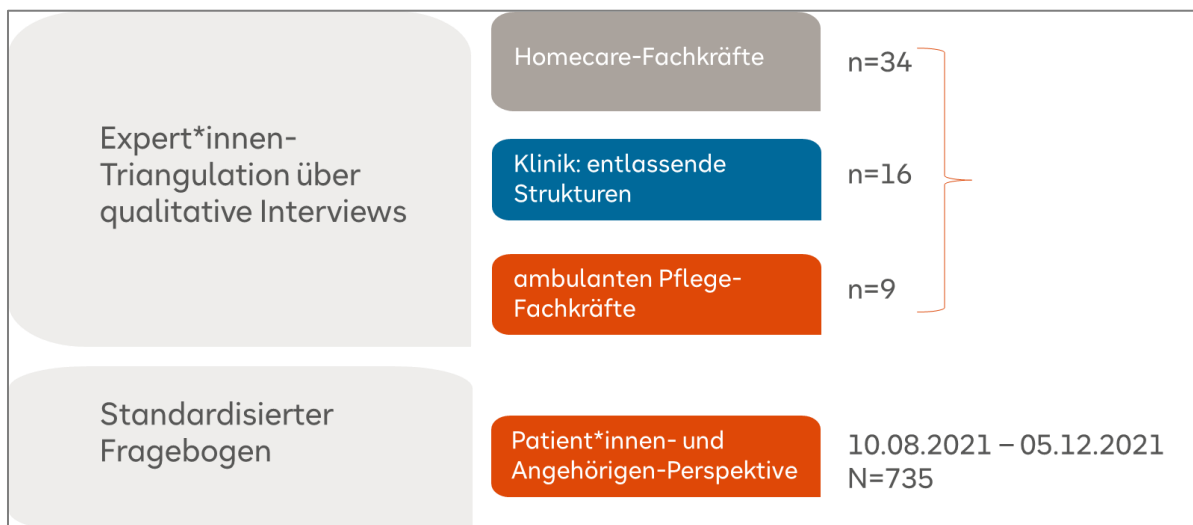 Expert*innen-
Triangulation über
qualitative Interviews
Homecare-Fachkräfte
n=34
Klinik: entlassende
Strukturen
n=16
ambulanten Pflege-
Fachkräfte
n=9
Standardisierter
Fragebogen
Patient*innen- und
Angehörigen-Perspektive
10.08.2021 – 05.12.2021
N=735